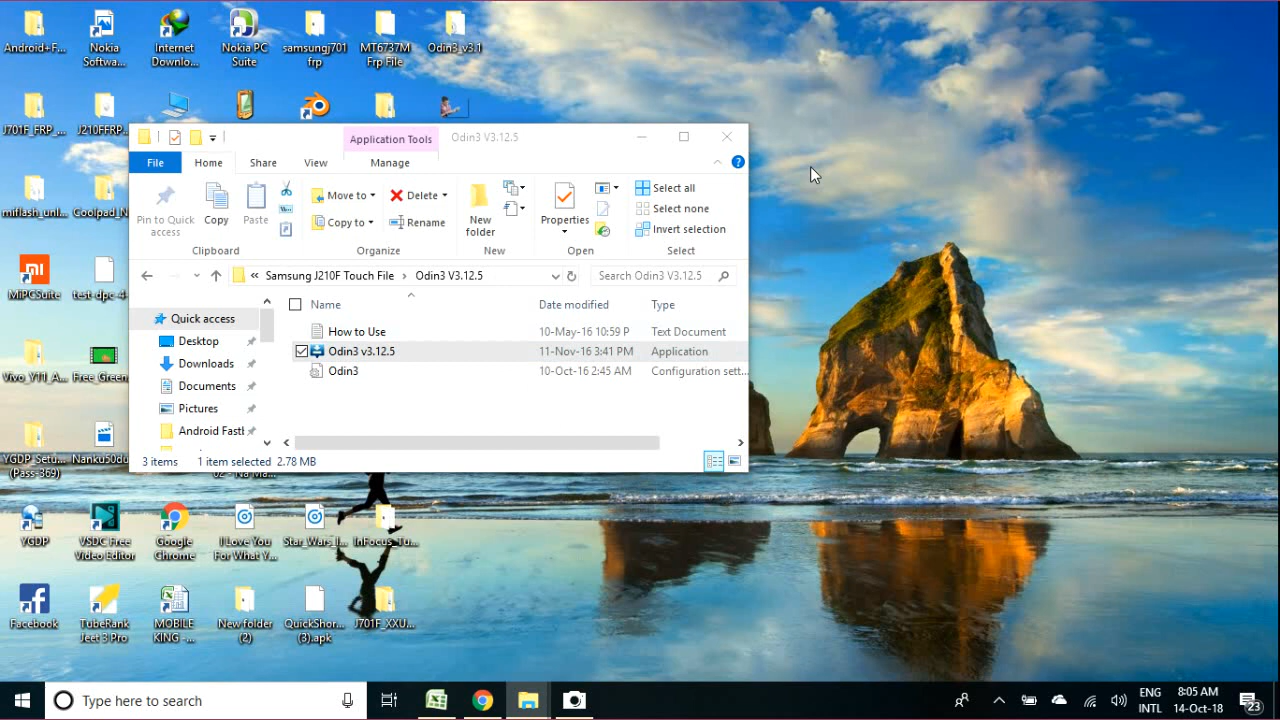 Android+F...
Nokia Softwa...
Internet Downlo...
Nokia PC Suite
samsungj701 frp
MT6737M Frp File
Odin3_v3.1
J701F_FRP_...
J210FFRP...
miflash_unl...
Coolpad_N
MiPCSuite
test-dpc-4-
Vivo_Y11_A...
Free_Green
YGDP_Setu... (Pass-369)
Nanku50du
Application Tools
Odin3 V3.12.5
File
Home
Share
View
Manage
Pin to Quick access
Copy
Paste
Move to
Copy to
Delete
Rename
New folder
Properties
Select all
Select none
Invert selection
Clipboard
Organize
New
Open
Select
« Samsung J210F Touch File > Odin3 V3.12.5
Search Odin3 V3.12.5
Name
Date modified
Type
How to Use
10-May-16 10:59 P
Text Document
Odin3 v3.12.5
11-Nov-16 3:41 PM
Application
Odin3
10-Oct-16 2:45 AM
Configuration sett...
Quick access
Desktop
Downloads
Documents
Pictures
Android Fastl
3 items
1 item selected
2.78 MB
YGDP
VSDC Free Video Editor
Google Chrome
I Love You For What Y...
Star_Wars_I...
InFocus_Tu...
Facebook
TubeRank Jeet 3 Pro
MOBILE KING -...
New folder (2)
QuickShor... (3).apk
J701F_XXU...
Type here to search
ENG
INTL
8:05 AM
14-Oct-18
23